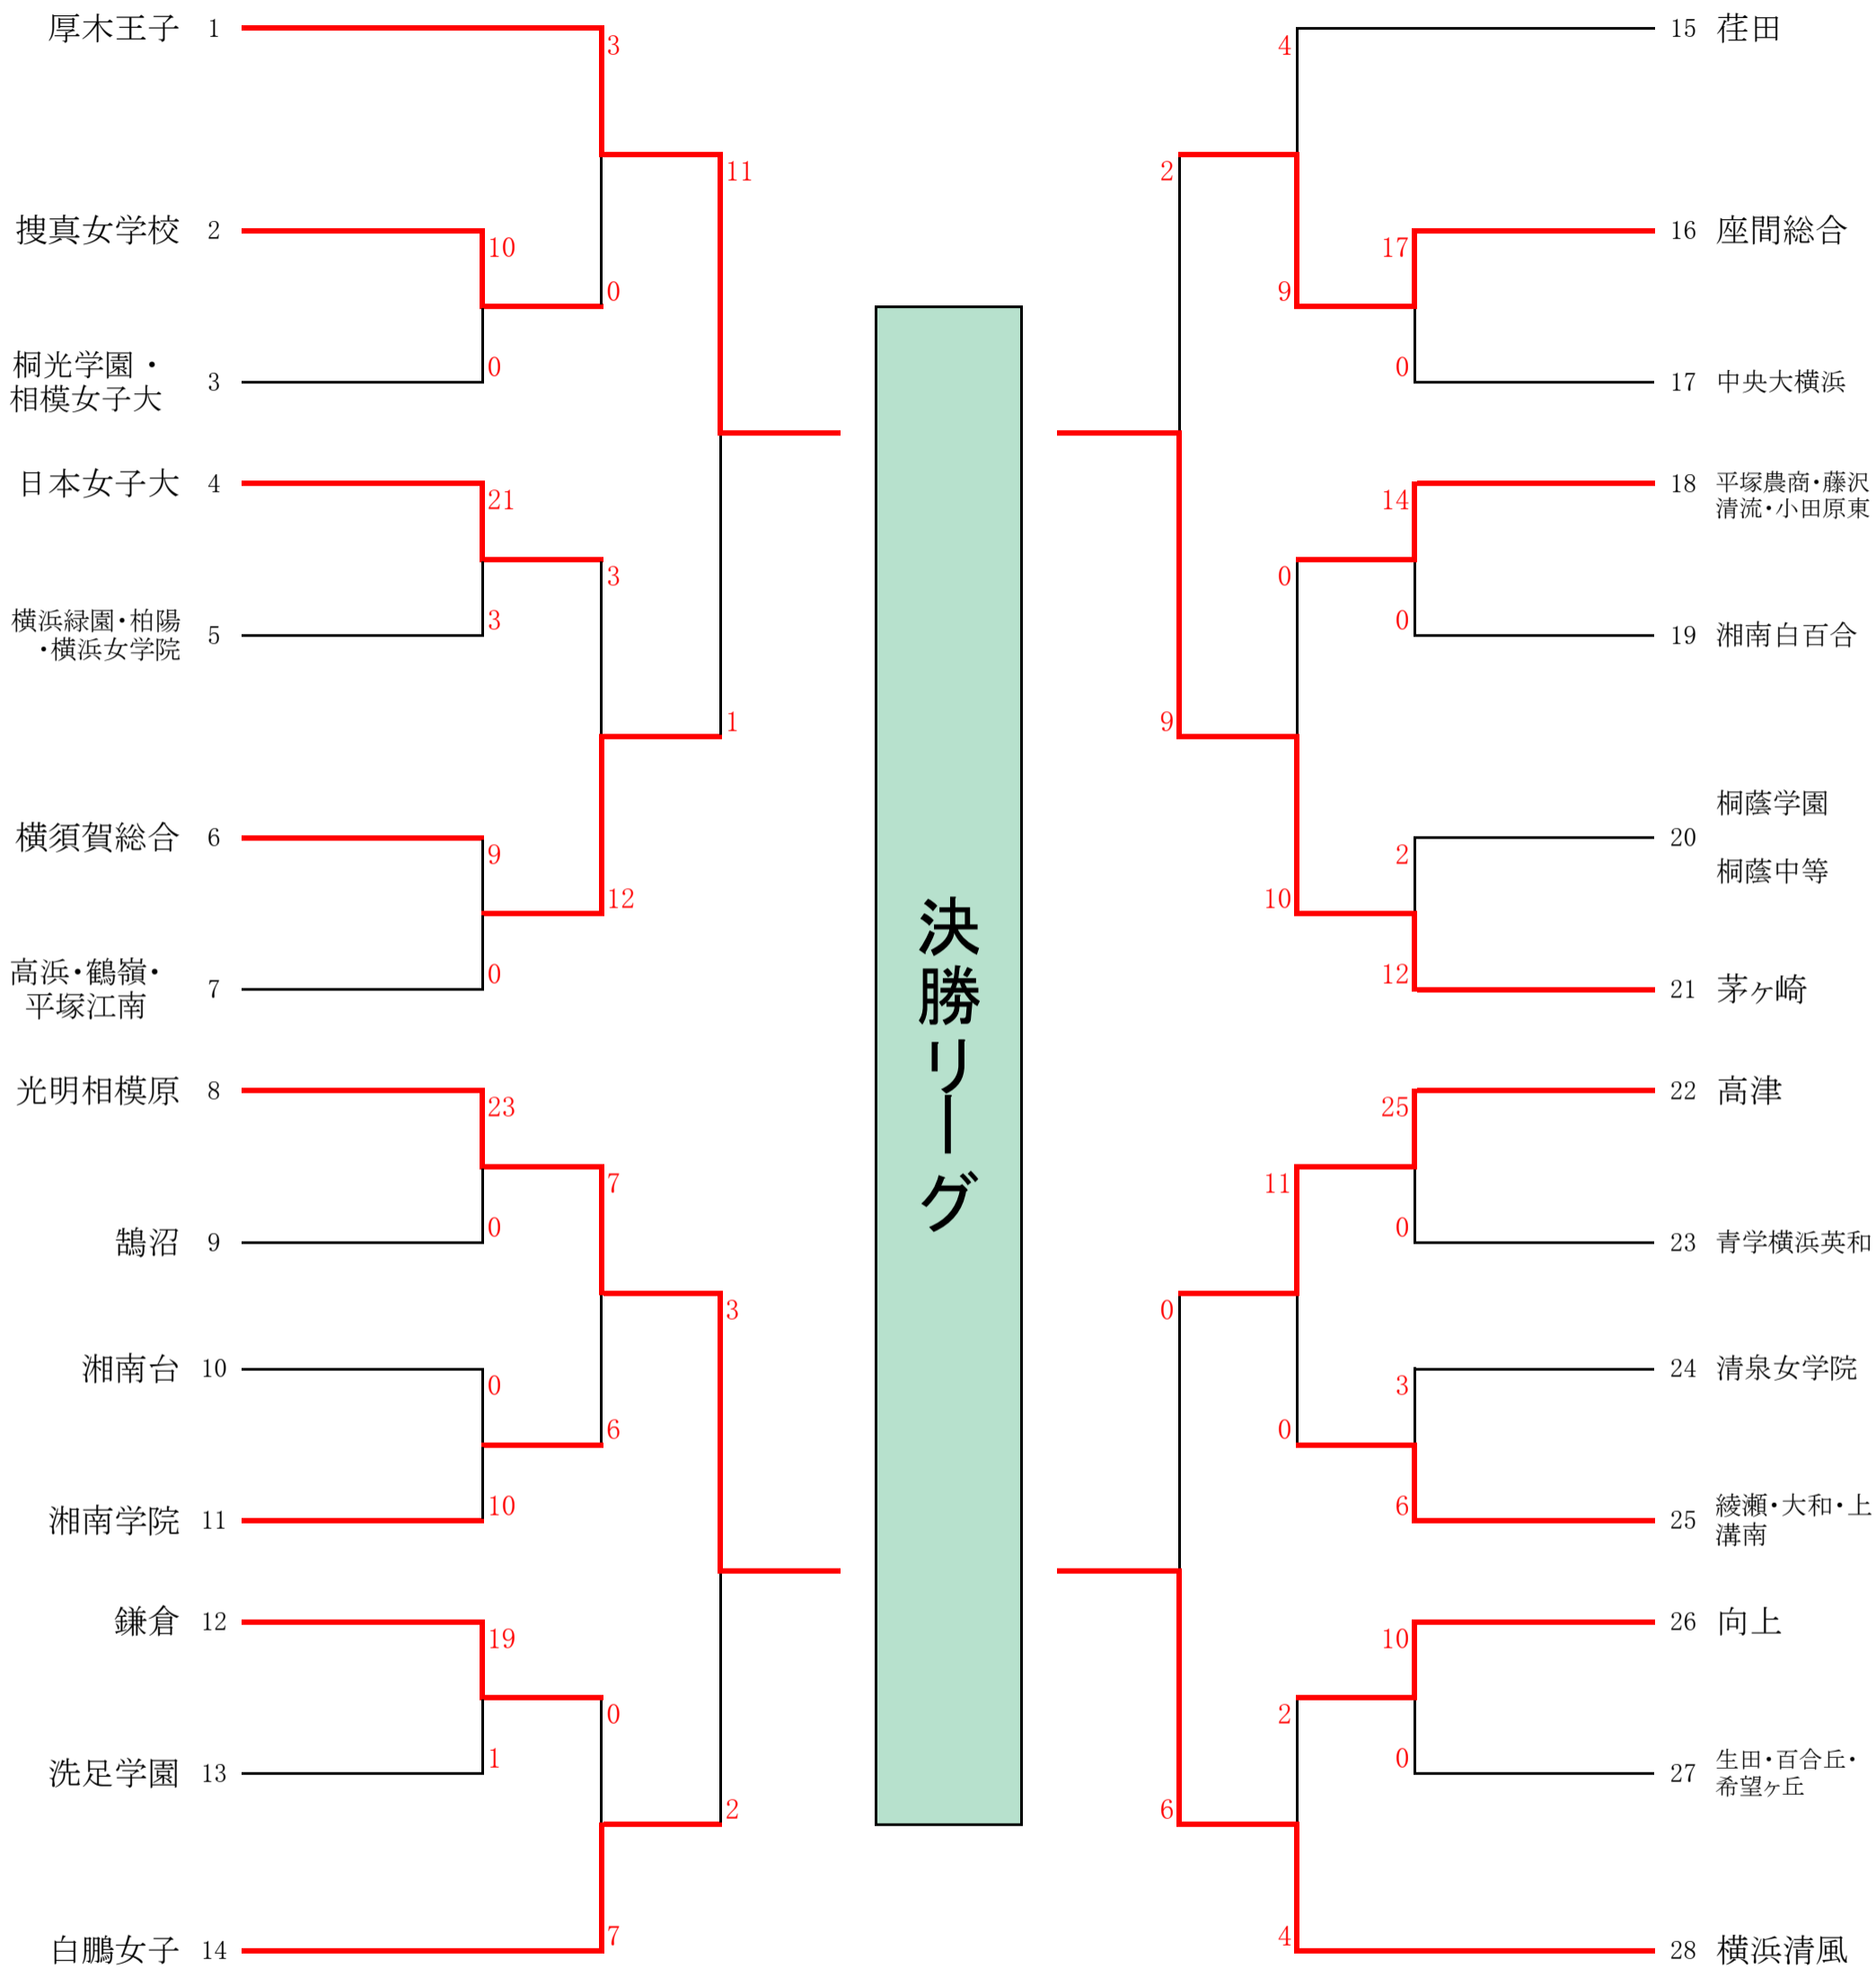 厚木王子 1
3
11
捜真女学校 2
10
0
桐光学園・
相模女子大
3
0
日本女子大 4
21
3
横浜緑園・柏陽
・横浜女学院
5
3
1
横須賀総合 6
9
12
高浜・鶴嶺・
平塚江南
7
0
光明相模原 8
23
7
鵠沼 9
0
3
湘南台 10
0
6
湘南学院 11
10
鎌倉 12
19
0
洗足学園 13
1
2
白鵬女子 14
7
決勝リーグ
4
15 荏田
2
17
16 座間総合
9
0
17 中央大横浜
14
18
平塚農商・藤沢
清流・小田原東
0
0
19 湘南白百合
9
桐蔭学園
20
桐蔭中等
2
10
12
21 茅ヶ崎
25
22 高津
11
0
23 青学横浜英和
0
3
24 清泉女学院
0
6
25
綾瀬・大和・上
溝南
10
26 向上
2
0
27
生田・百合丘・
希望ヶ丘
6
4
28 横浜清風